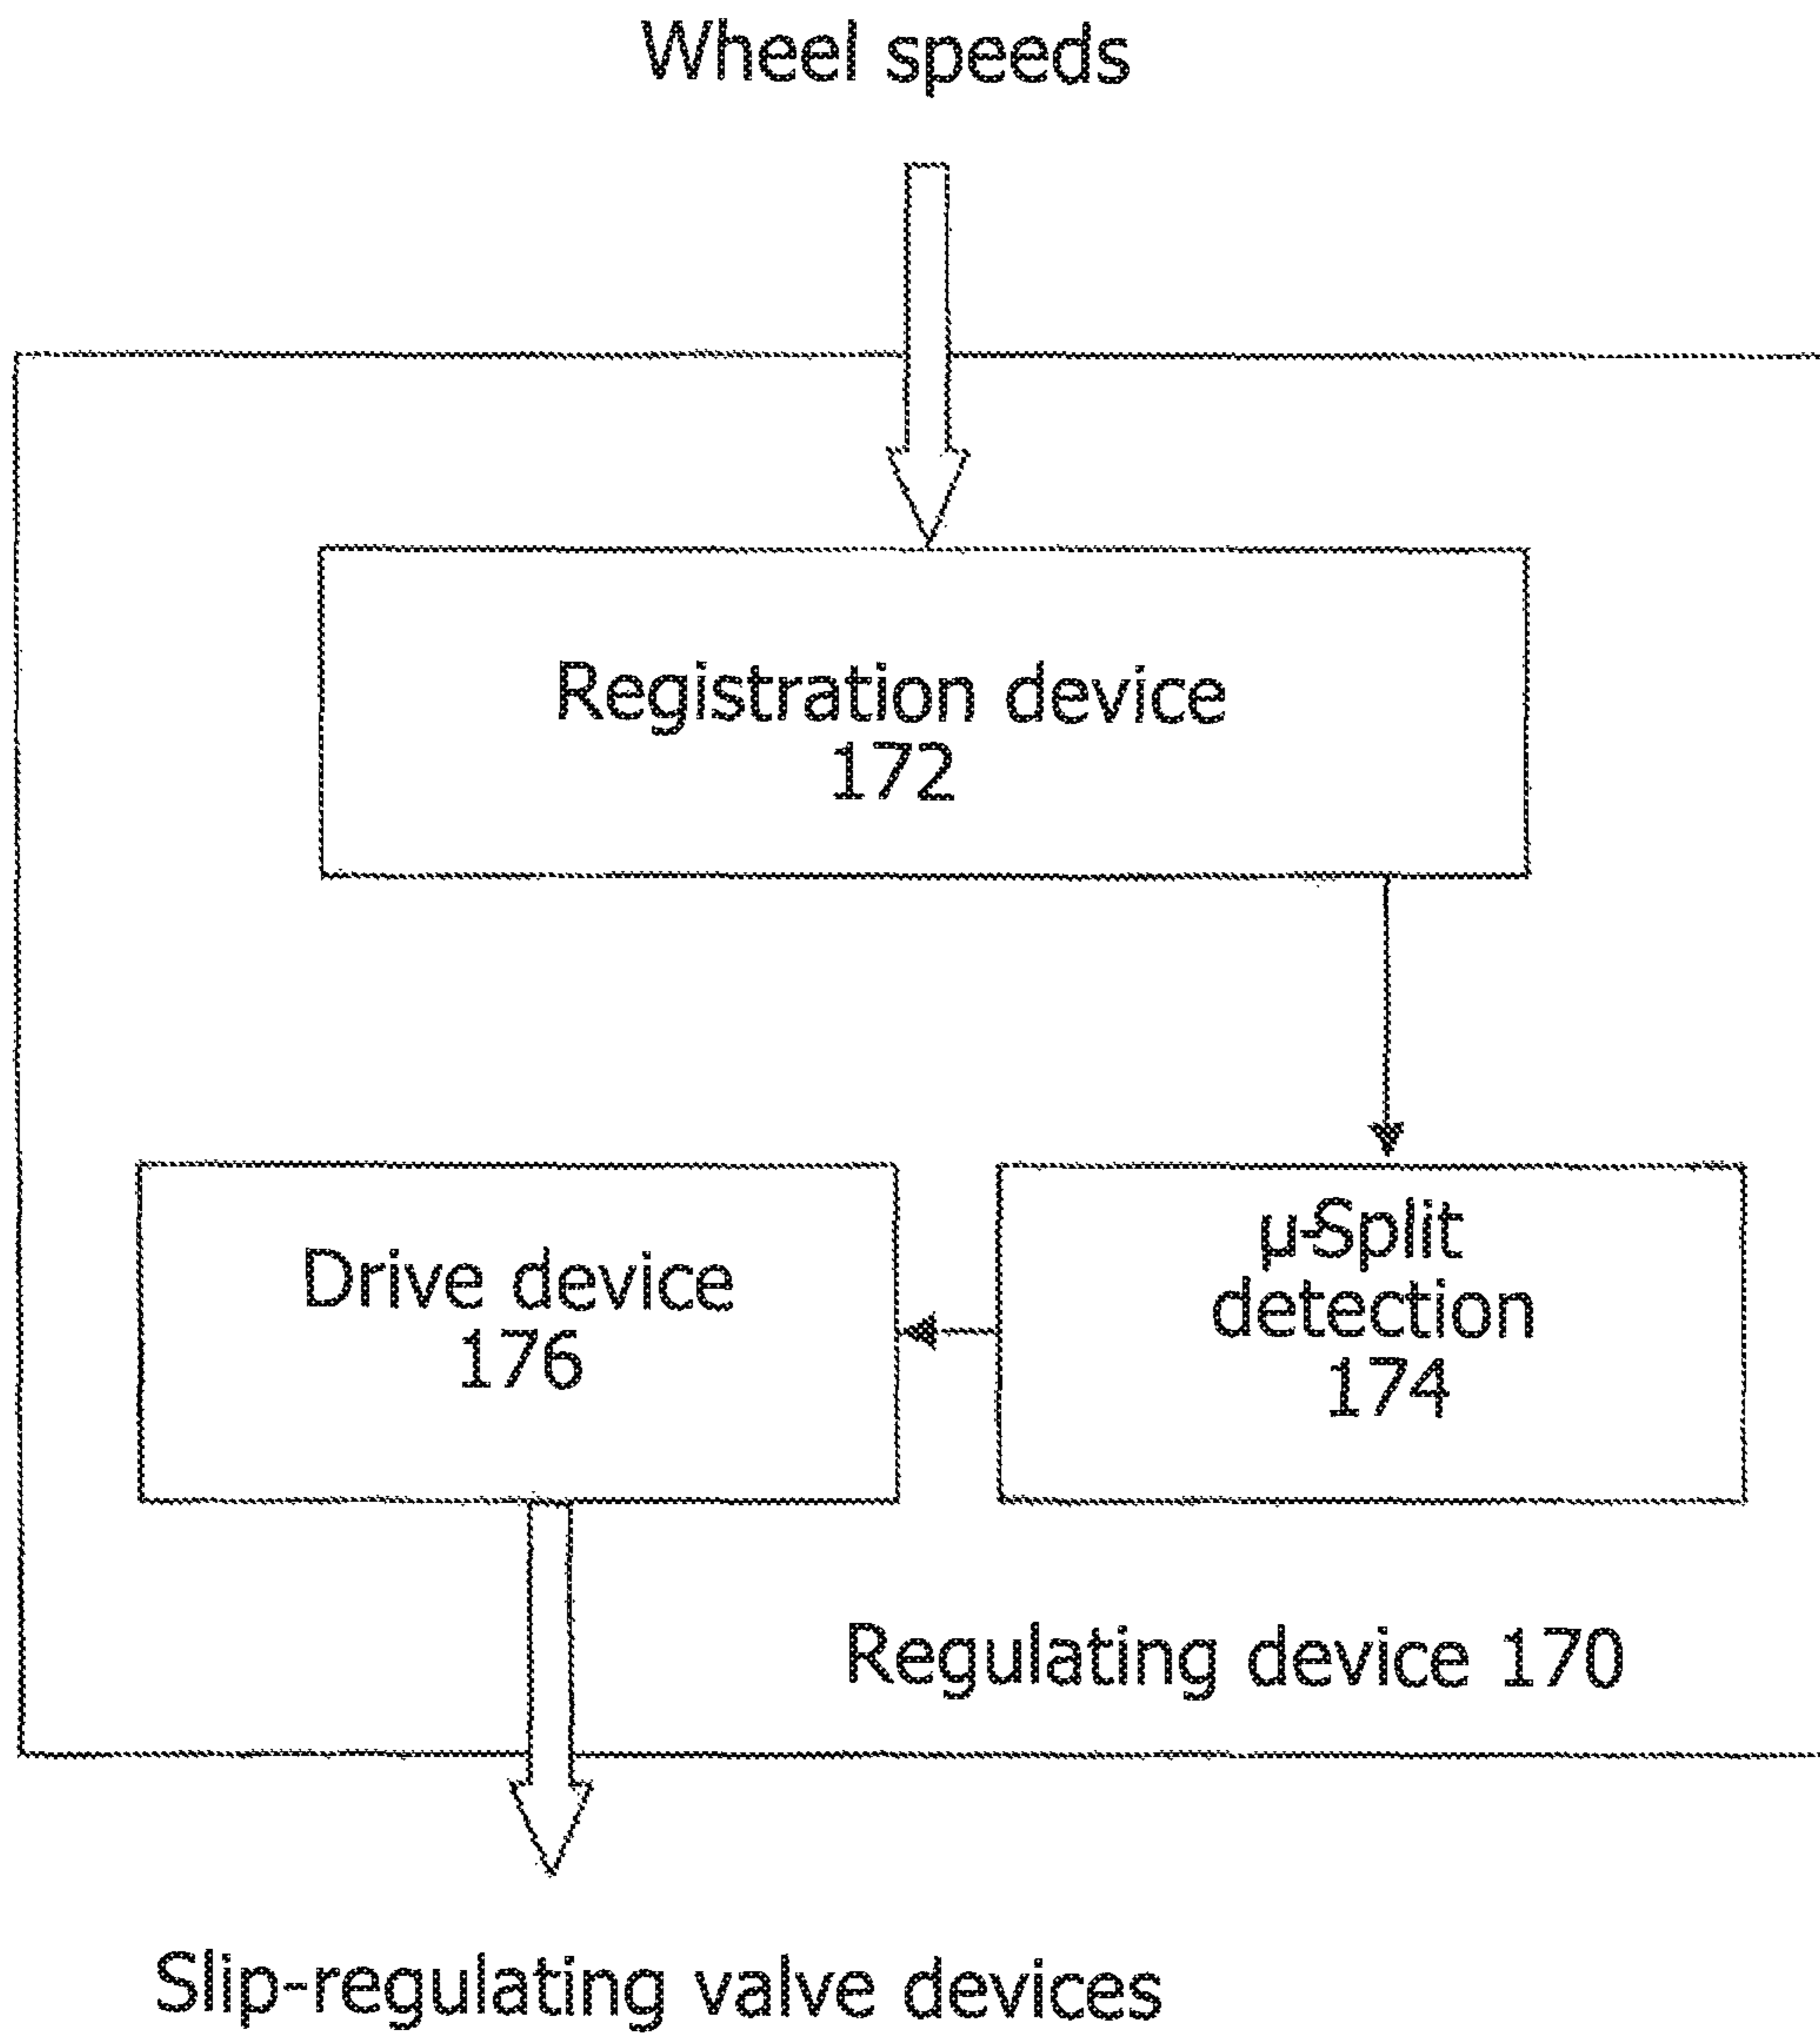 Wheel speeds
Registration device
172
Drive device
176
µ-Split
detection
174
Regulating device 170
Slip-regulating valve devices